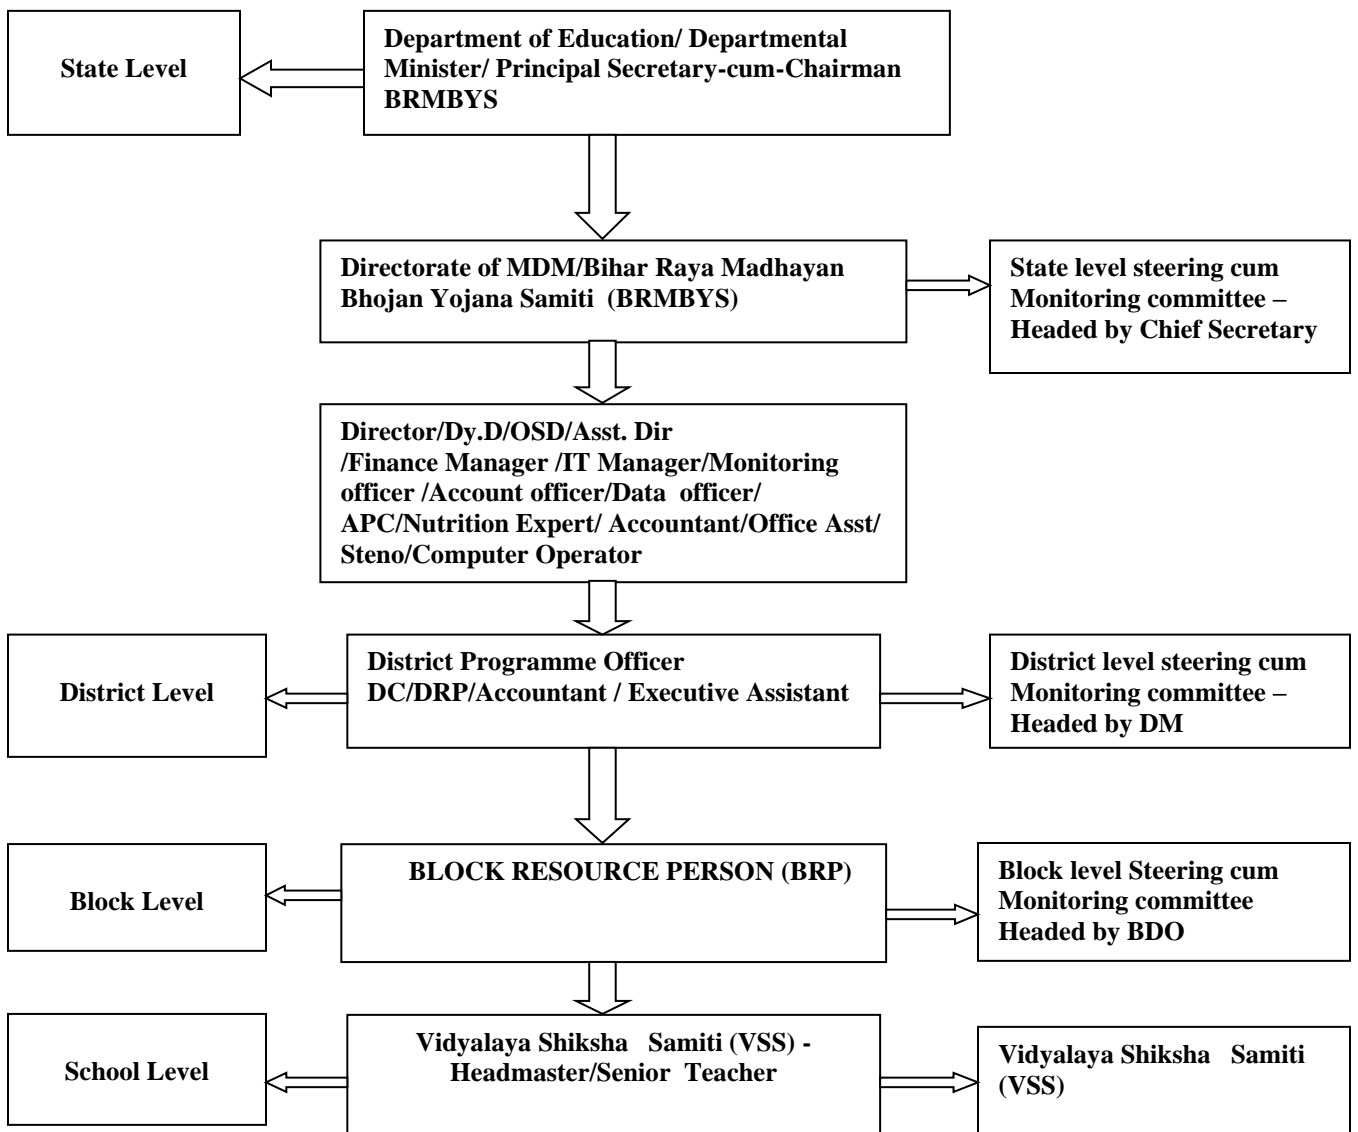 State Level
Department of Education/ Departmental
Minister/ Principal Secretary-cum-Chairman
BRMBYS
Directorate of MDM/Bihar Raya Madhayan
Bhojan Yojana Samiti  (BRMBYS)
State level steering cum
Monitoring committee –
Headed by Chief Secretary
Director/Dy.D/OSD/Asst. Dir
/Finance Manager /IT Manager/Monitoring
officer /Account officer/Data  officer/
APC/Nutrition Expert/ Accountant/Office Asst/
Steno/Computer Operator
District Level
District Programme Officer
DC/DRP/Accountant / Executive Assistant
District level steering cum
Monitoring committee –
Headed by DM
Block Level
BLOCK RESOURCE PERSON (BRP)
Block level Steering cum
Monitoring committee
Headed by BDO
School Level
Vidyalaya Shiksha   Samiti (VSS) -
Headmaster/Senior  Teacher
Vidyalaya Shiksha   Samiti
(VSS)